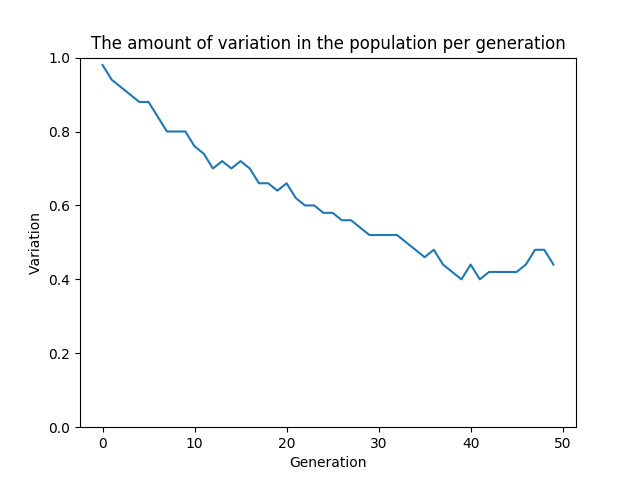 The amount of variation in the population per generation
1.0
0.8
0.6
0.4
0.2
0.0
Variation
0 10 20 30 40 50
Generation